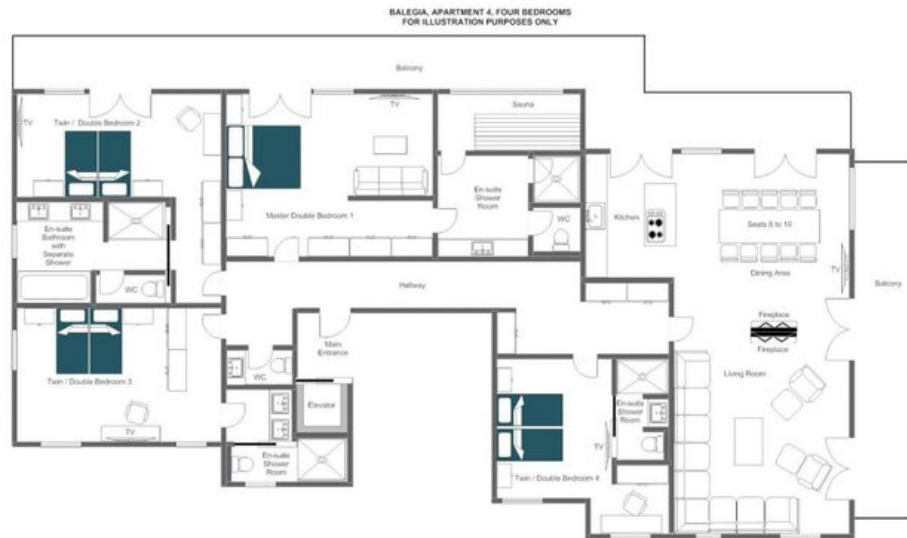 BALEGIA, APARTMENT 4, FOUR BEDROOMS
FOR ILLUSTRATION PURPOSES ONLY
Balcony
TV
Twin / Double Bedroom 2
TV
Sauna
En-suite
Bathroom
with
Separate
Shower
WC
Master Double Bedroom 1
En-suite
Shower
Room
WC
Kitchen
Seats 8 to 10
Dining Area
TV
Balcony
Hallway
Fireplace
Fireplace
Living Room
Main
Entrance
WC
Elevator
Twin / Double Bedroom 3
TV
En-suite
Shower
Room
En-suite
Shower
Room
TV
Twin / Double Bedroom 4